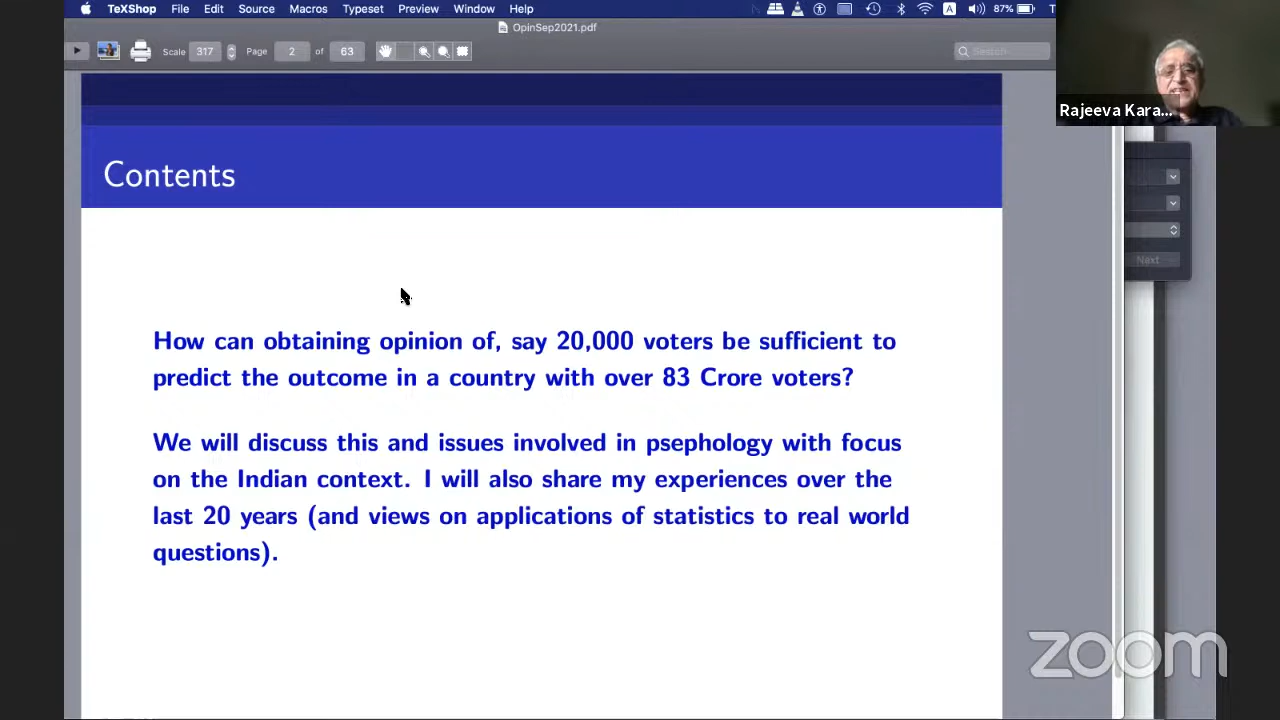 TeXShop File Edit Source Macros Typeset Preview Window Help 87%
OpinSep2021.pdf
Scale 317 Page 2 of 63 Search
Rajeeva Kara...
Contents
Next
How can obtaining opinion of, say 20,000 voters be sufficient to
predict the outcome in a country with over 83 Crore voters?
We will discuss this and issues involved in psephology with focus
on the Indian context. I will also share my experiences over the
last 20 years (and views on applications of statistics to real world
questions).
zoom